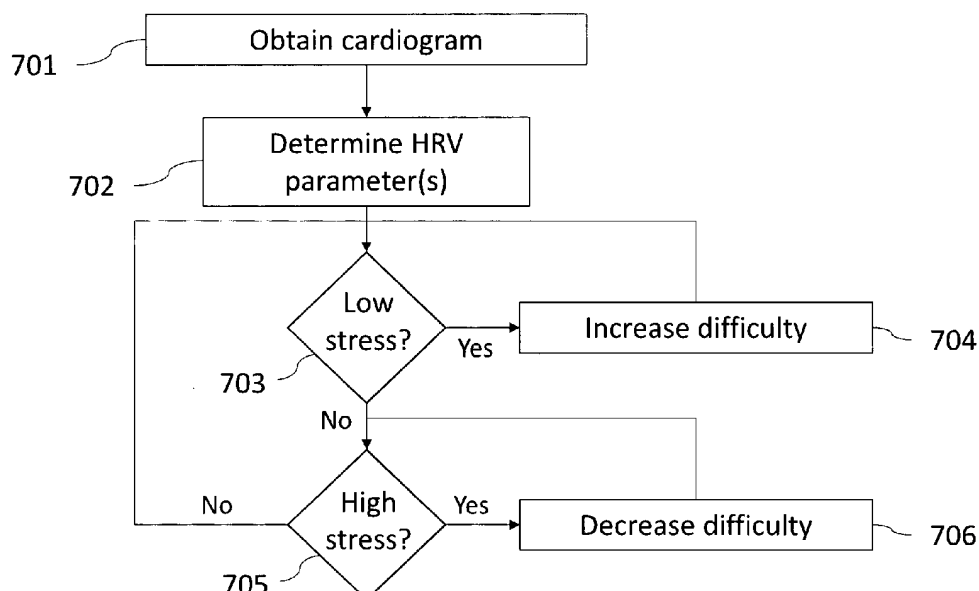 Obtain cardiogram
701
Determine HRV
parameter(s)
702
Low
stress?
Yes
Increase difficulty
704
703
No
High
stress?
No
Yes
Decrease difficulty
706
705